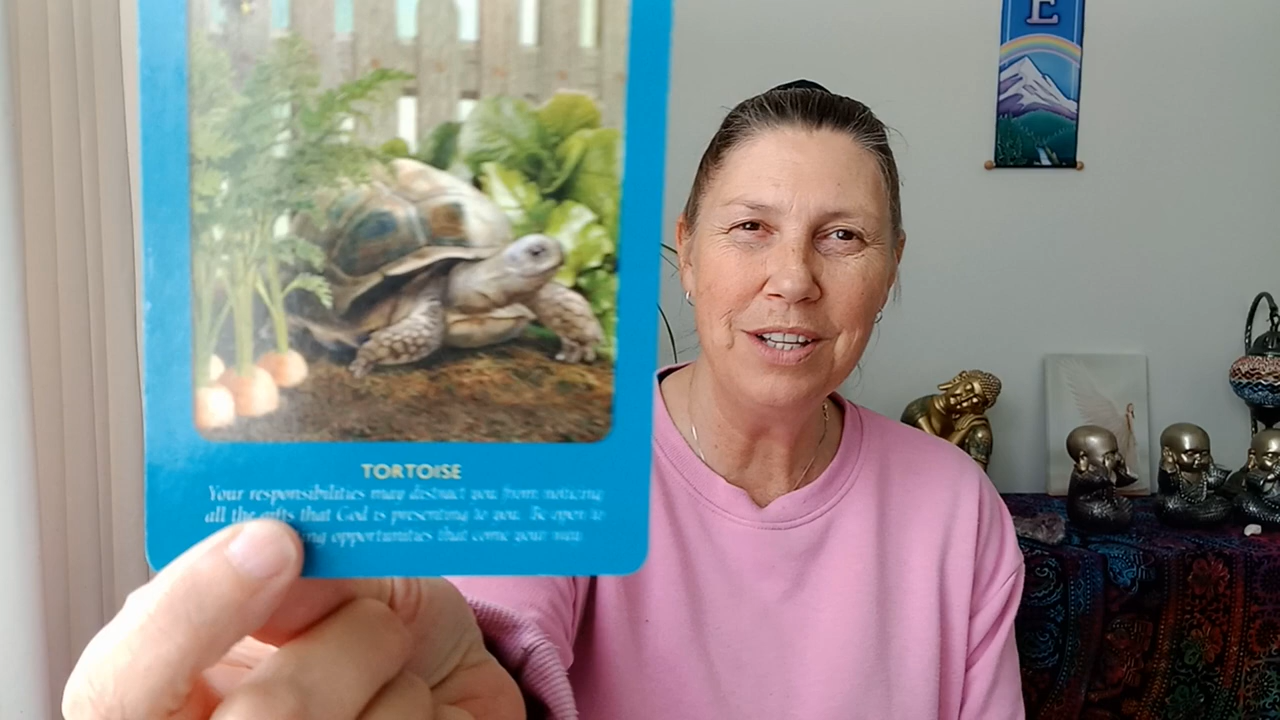 E
TORTOISE
Your responsibilities may distract you from noticing
all the gifts that God is presenting to you. Be open to
opportunities that come your way.